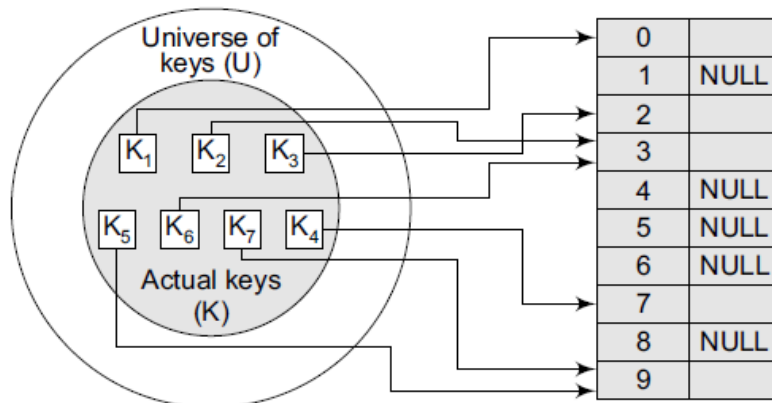 Universe of
keys (U)
K₁ K₂ K₃
K₅ K₆ K₇ K₄
Actual keys
(K)
0
1 NULL
2
3
4 NULL
5 NULL
6 NULL
7
8 NULL
9